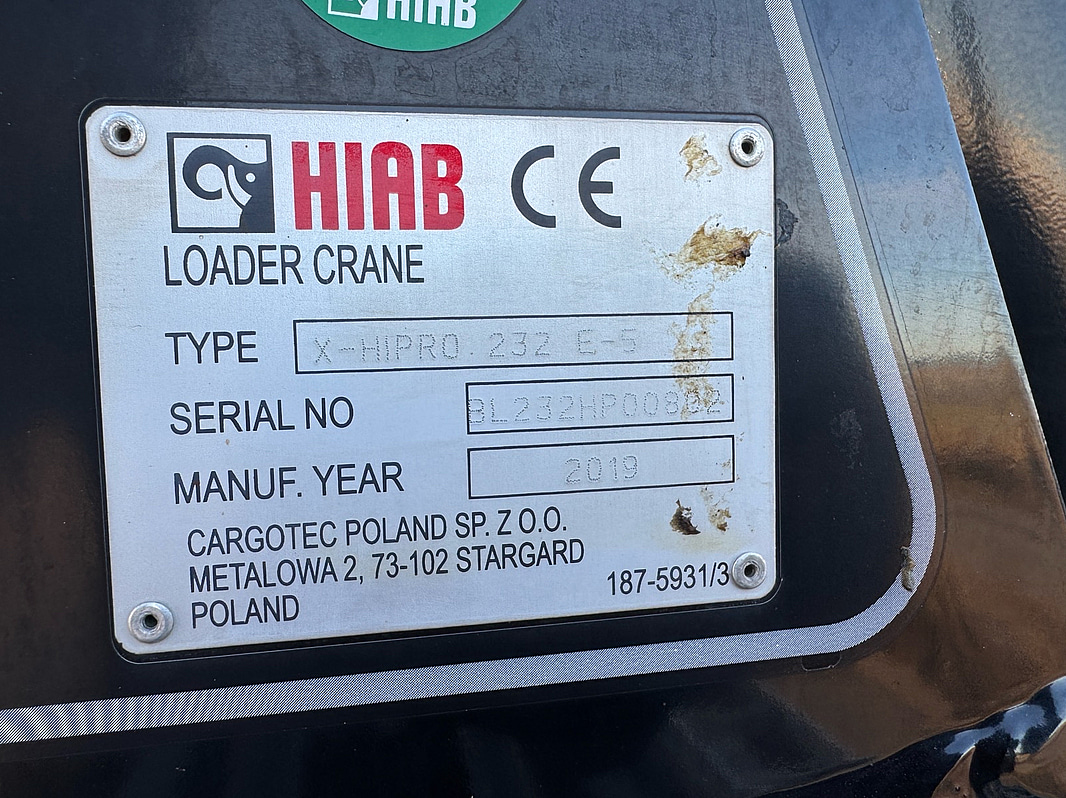 HIAB
HIAB CE
LOADER CRANE
TYPE X-HIPRO.232 E-5
SERIAL NO
MANUF. YEAR 2019
CARGOTEC POLAND SP. Z O.O.
METALOWA 2, 73-102 STARGARD
POLAND
187-5931/3